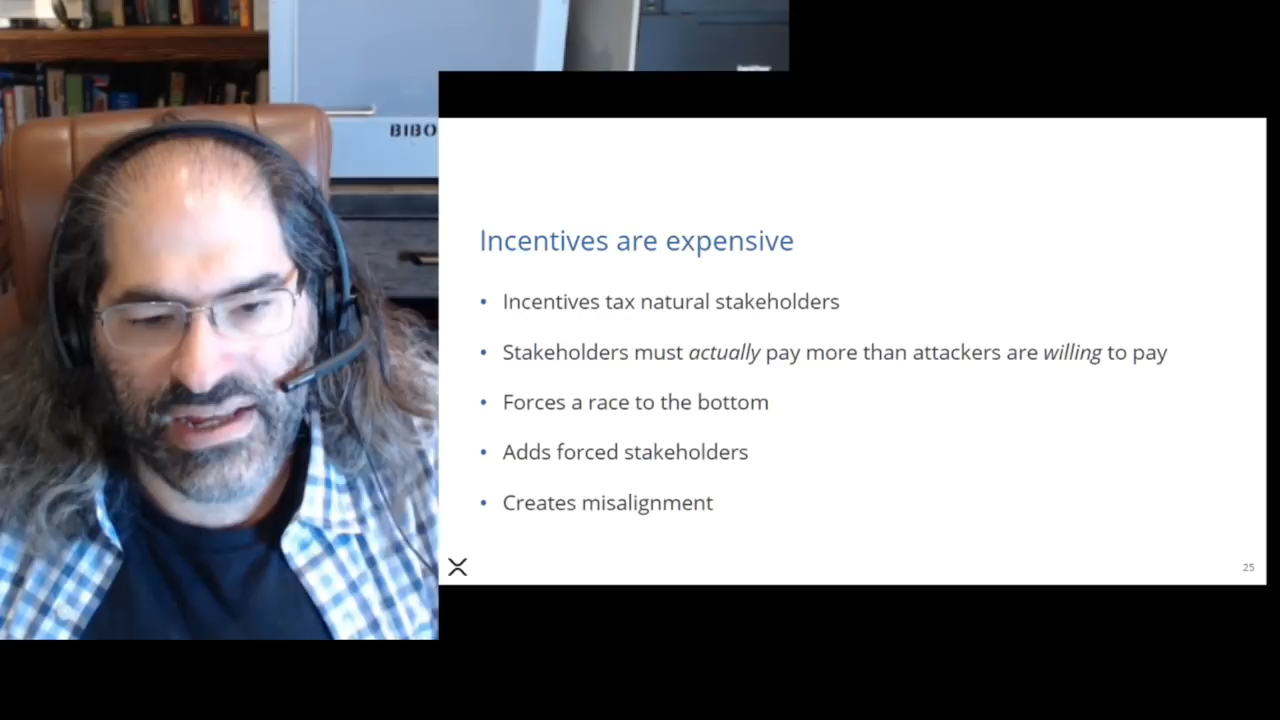 BIBO
Incentives are expensive
• Incentives tax natural stakeholders
• Stakeholders must actually pay more than attackers are willing to pay
• Forces a race to the bottom
• Adds forced stakeholders
• Creates misalignment
25